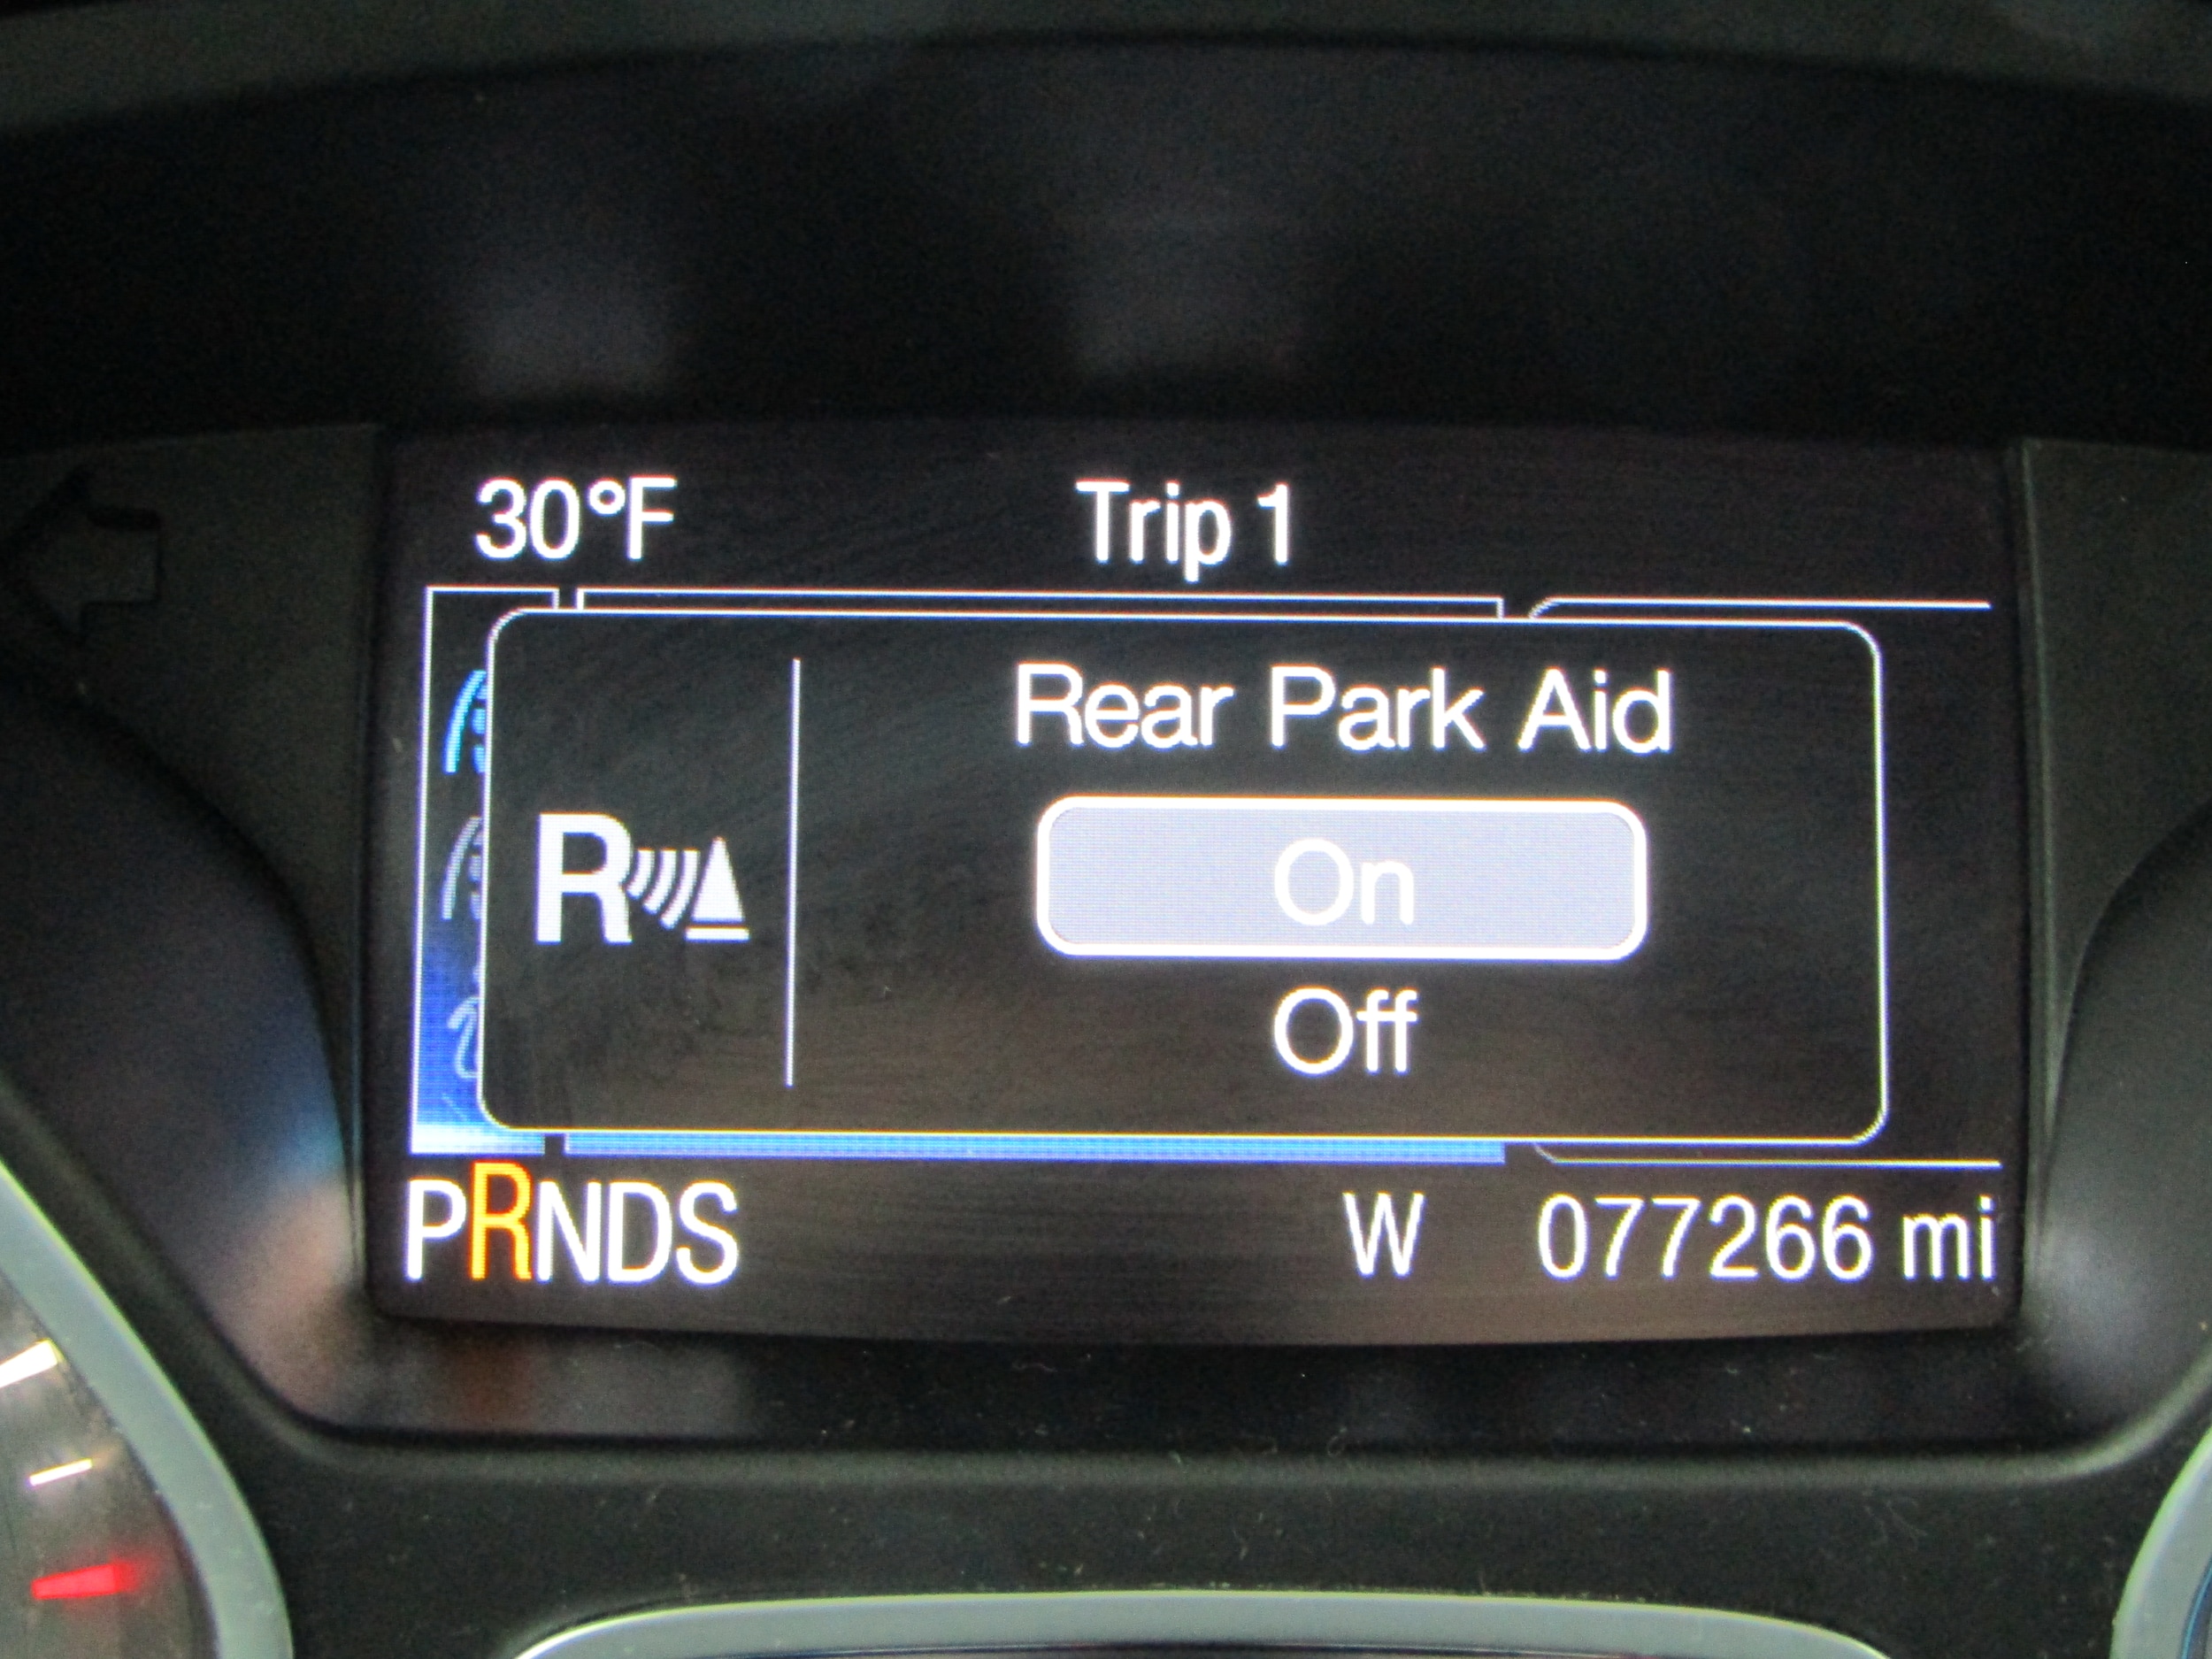 30°F Trip 1
Rear Park Aid
R
On
Off
PRNDS W 077266 mi